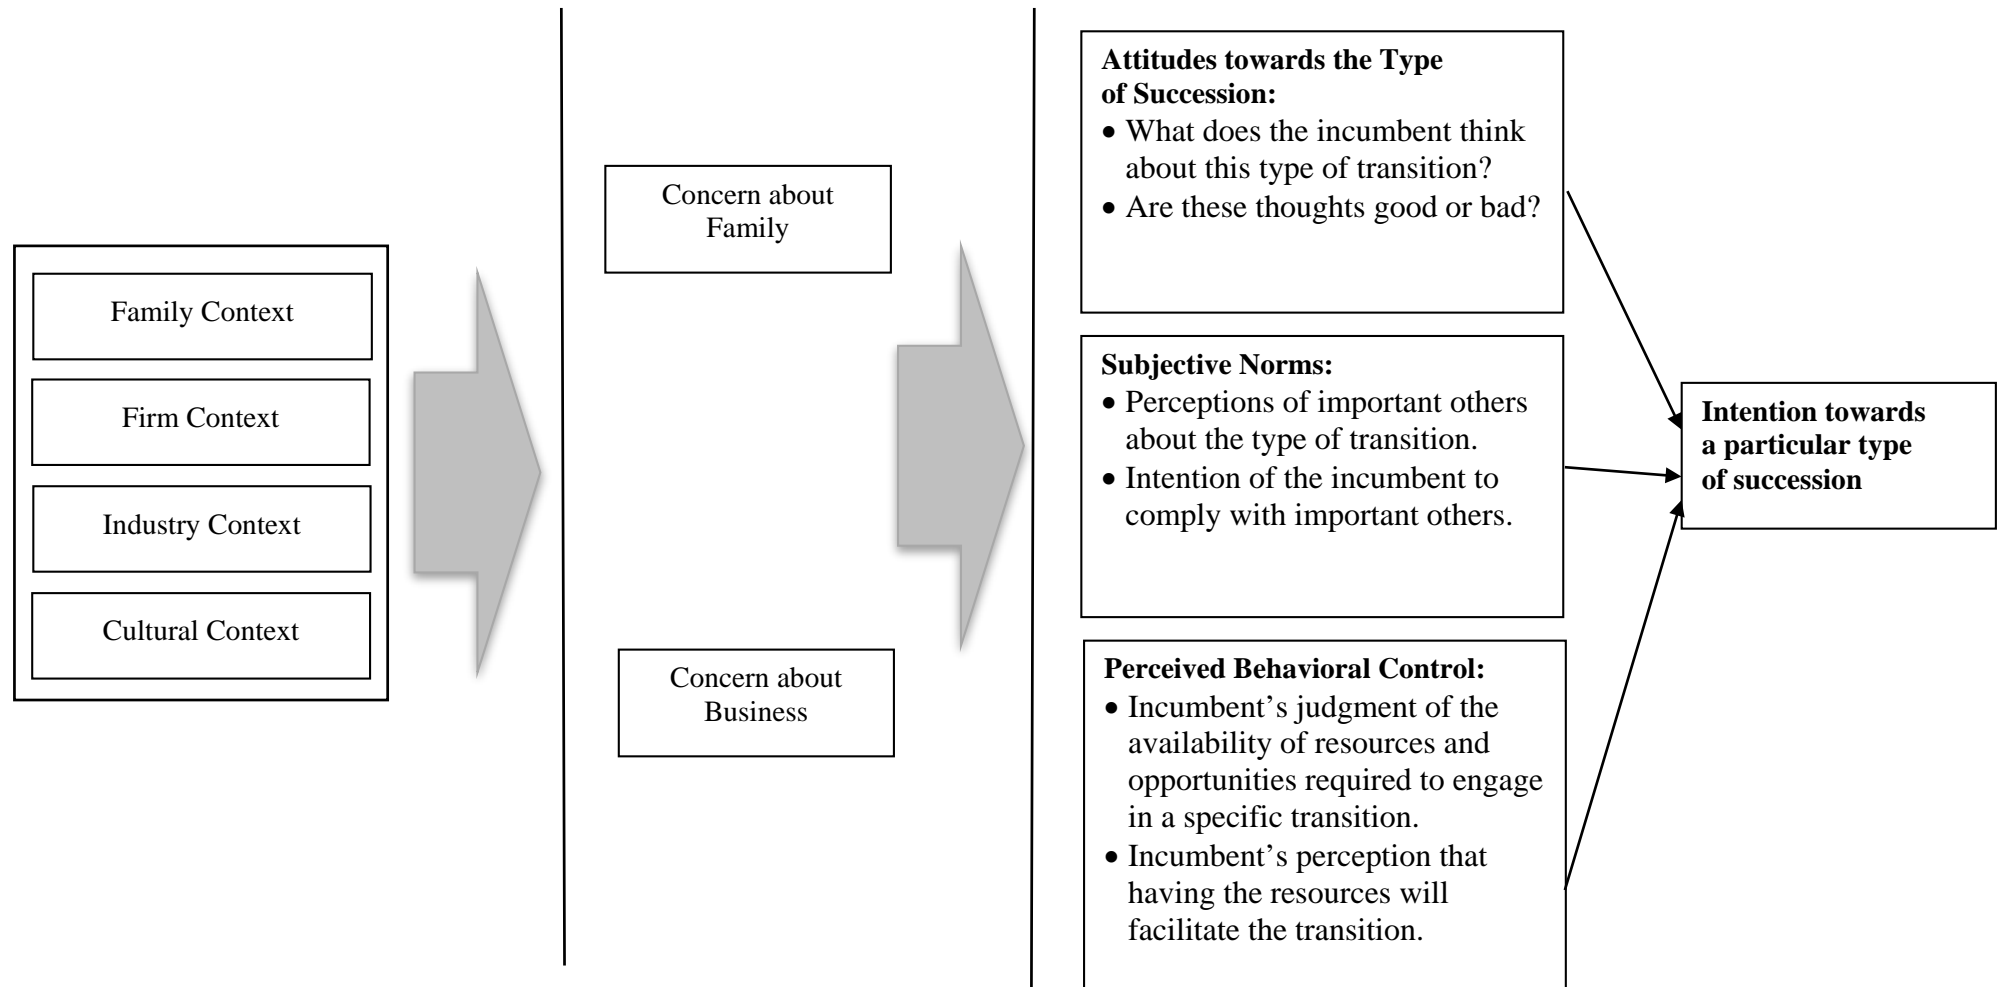 Family Context
Firm Context
Industry Context
Cultural Context
Concern about
Family
Concern about
Business
Attitudes towards the Type
of Succession:
• What does the incumbent think
about this type of transition?
• Are these thoughts good or bad?
Subjective Norms:
• Perceptions of important others
about the type of transition.
• Intention of the incumbent to
comply with important others.
Perceived Behavioral Control:
• Incumbent’s judgment of the
availability of resources and
opportunities required to engage
in a specific transition.
• Incumbent’s perception that
having the resources will
facilitate the transition.
Intention towards
a particular type
of succession